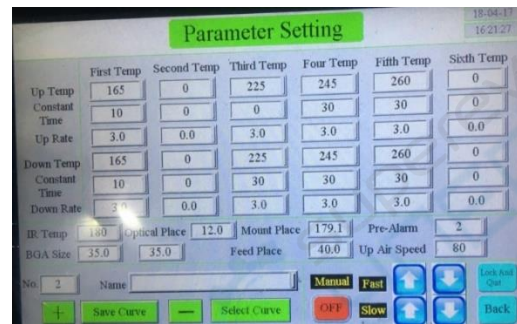 18-04-17
Parameter Setting
16:21:27
First Temp Second Temp Third Temp Four Temp Fifth Temp Sixth Temp
Up Temp 165 0 225 245 260 0
Constant Time 10 0 0 30 30 0
Up Rate 3.0 0.0 3.0 3.0 3.0 0.0
Down Temp 165 0 225 245 260 0
Constant Time 10 0 30 30 30 0
Down Rate 3.0 0.0 3.0 3.0 3.0 0.0
IR Temp 180 Optical Place 12.0 Mount Place 179.1 Pre-Alarm 2
BGA Size 35.0 35.0 Feed Place 40.0 Up Air Speed 80
No. 2 Name Manual Fast Lock And Quit
+ Save Curve − Select Curve OFF Slow Back